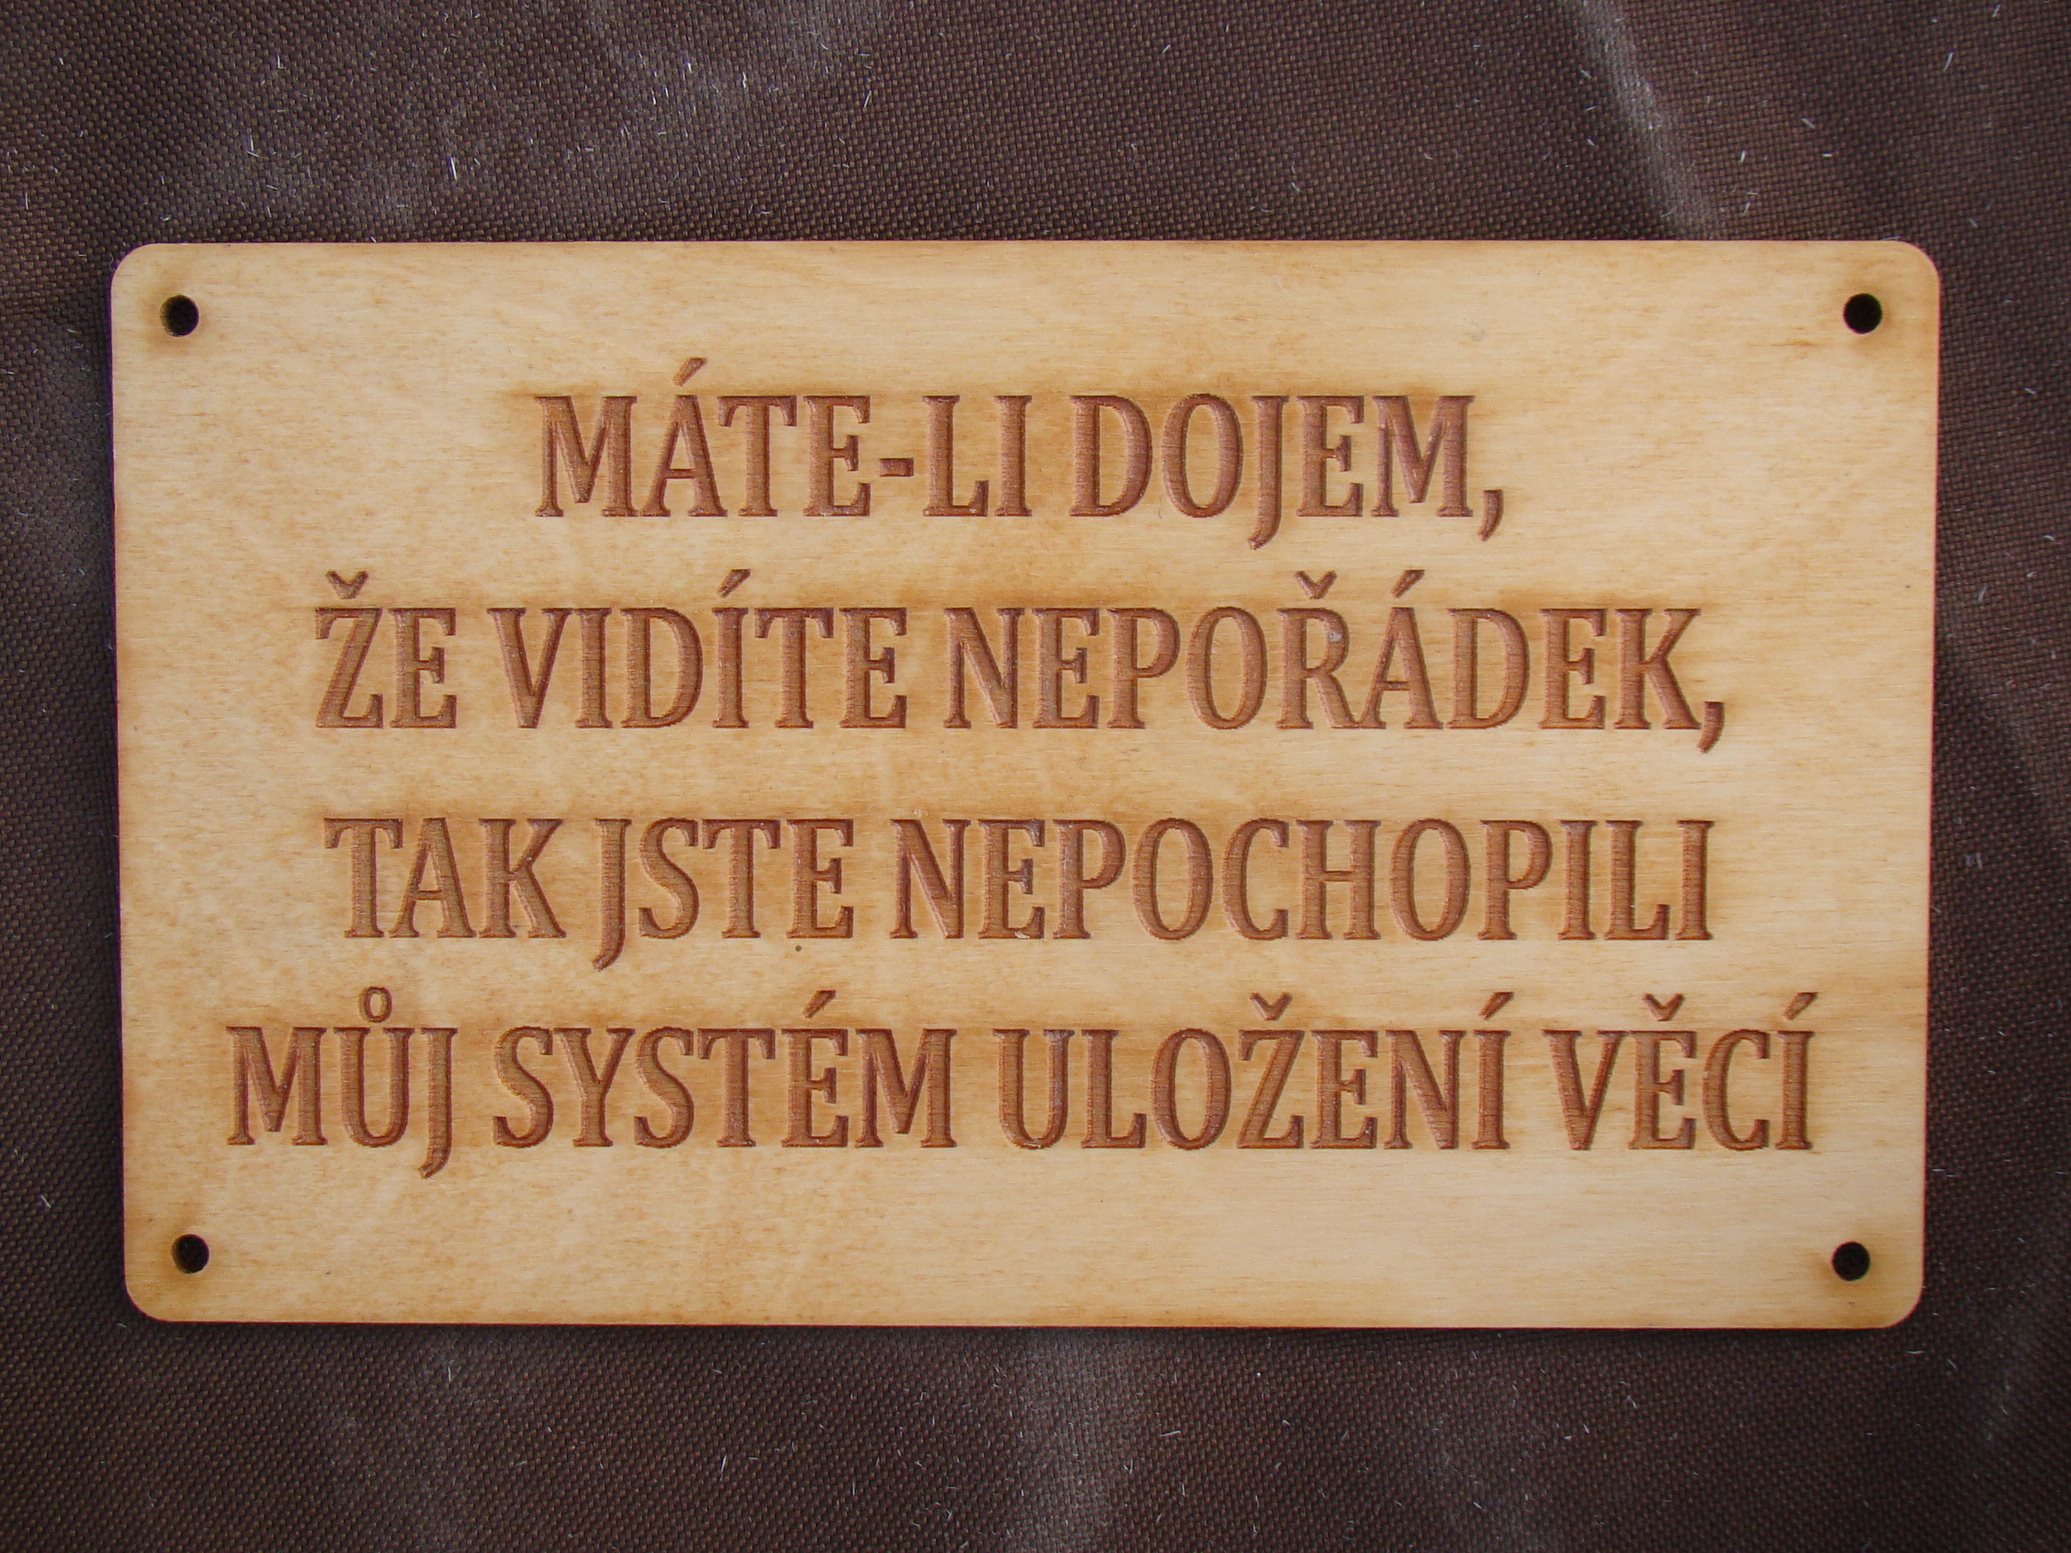 MÁTE-LI DOJEM,
ŽE VIDÍTE NEPOŘÁDEK,
TAK JSTE NEPOCHOPILI
MŮJ SYSTÉM ULOŽENÍ VĚCÍ